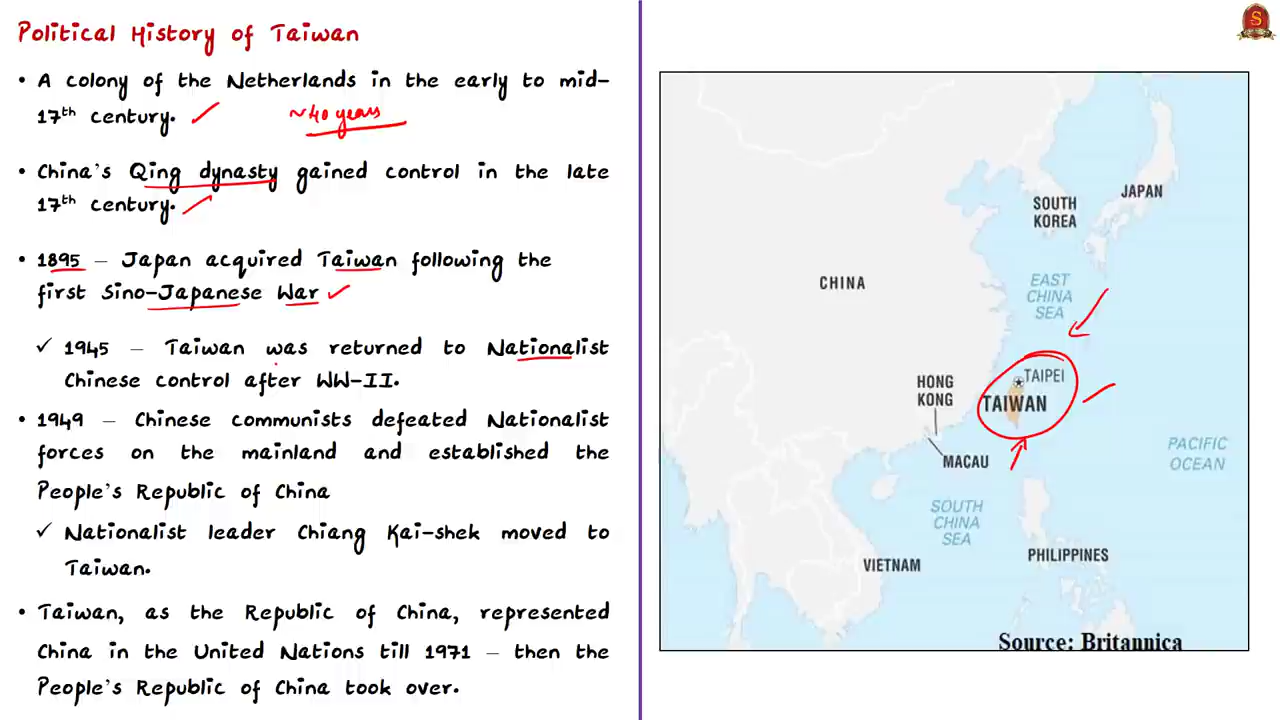 Political History of Taiwan
• A colony of the Netherlands in the early to mid-
17th century.
~40 years
• China's Qing dynasty gained control in the late
17th century.
• 1895 – Japan acquired Taiwan following the
first Sino-Japanese War
✓ 1945 – Taiwan was returned to Nationalist
Chinese control after WW-II.
• 1949 – Chinese communists defeated Nationalist
forces on the mainland and established the
People's Republic of China
✓ Nationalist leader Chiang Kai-shek moved to
Taiwan.
• Taiwan, as the Republic of China, represented
China in the United Nations till 1971 – then the
People's Republic of China took over.
S
JAPAN
SOUTH
KOREA
CHINA
EAST
CHINA
SEA
TAIPEI
HONG
KONG
TAIWAN
MACAU
PACIFIC
OCEAN
SOUTH
CHINA
SEA
PHILIPPINES
VIETNAM
Source: Britannica